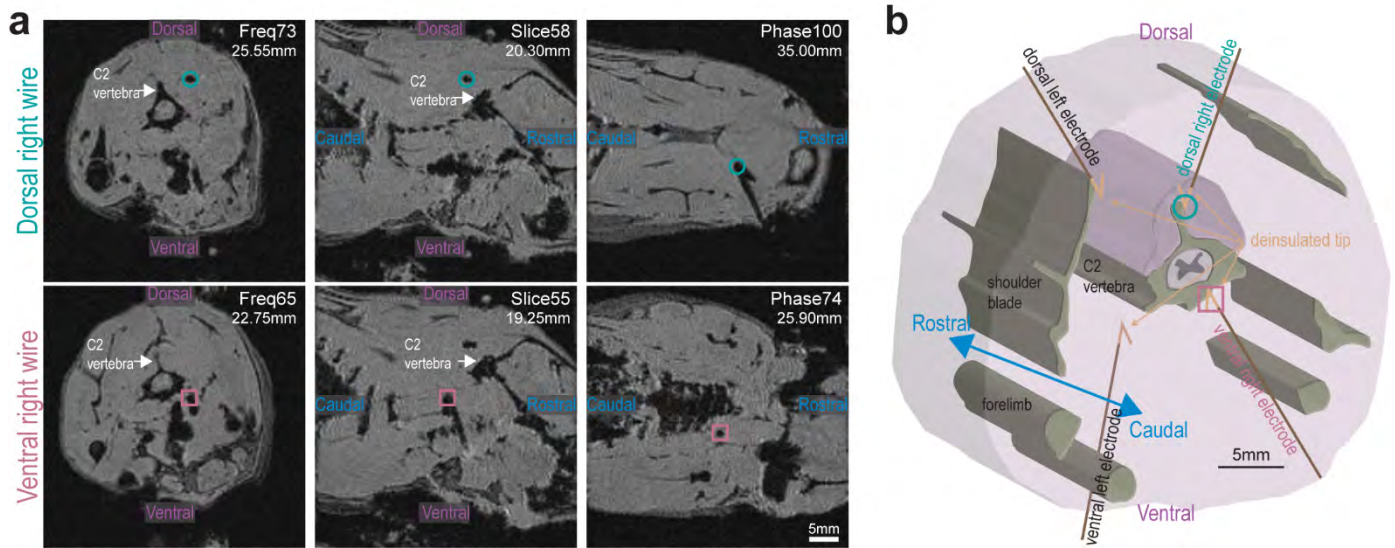 a
Dorsal right wire
Dorsal
Freq73
25.55mm
C2
vertebra
Ventral
Dorsal
Slice58
20.30mm
C2
vertebra
Caudal
Rostral
Ventral
Phase100
35.00mm
Caudal
Rostral
Ventral right wire
Dorsal
Freq65
22.75mm
C2
vertebra
Ventral
Dorsal
Slice55
19.25mm
C2
vertebra
Caudal
Rostral
Ventral
Phase74
25.90mm
Caudal
Rostral
5mm
b
Dorsal
dorsal left electrode
dorsal right electrode
deinsulated tip
shoulder
blade
C2
vertebra
Rostral
forelimb
Caudal
ventral left electrode
ventral right electrode
5mm
Ventral